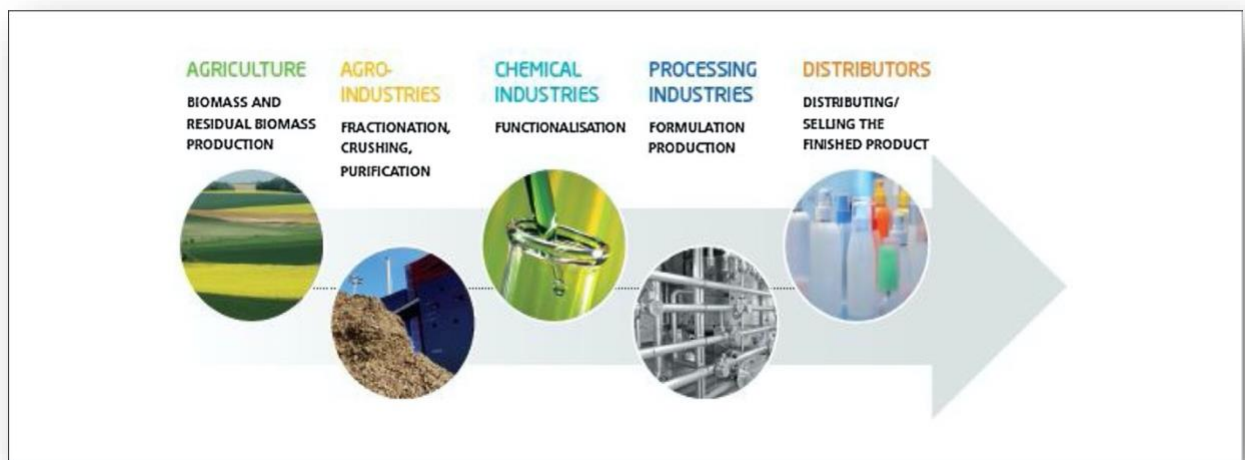 AGRICULTURE
BIOMASS AND
RESIDUAL BIOMASS
PRODUCTION
AGRO-
INDUSTRIES
FRACTIONATION,
CRUSHING,
PURIFICATION
CHEMICAL
INDUSTRIES
FUNCTIONALISATION
PROCESSING
INDUSTRIES
FORMULATION
PRODUCTION
DISTRIBUTORS
DISTRIBUTING/
SELLING THE
FINISHED PRODUCT